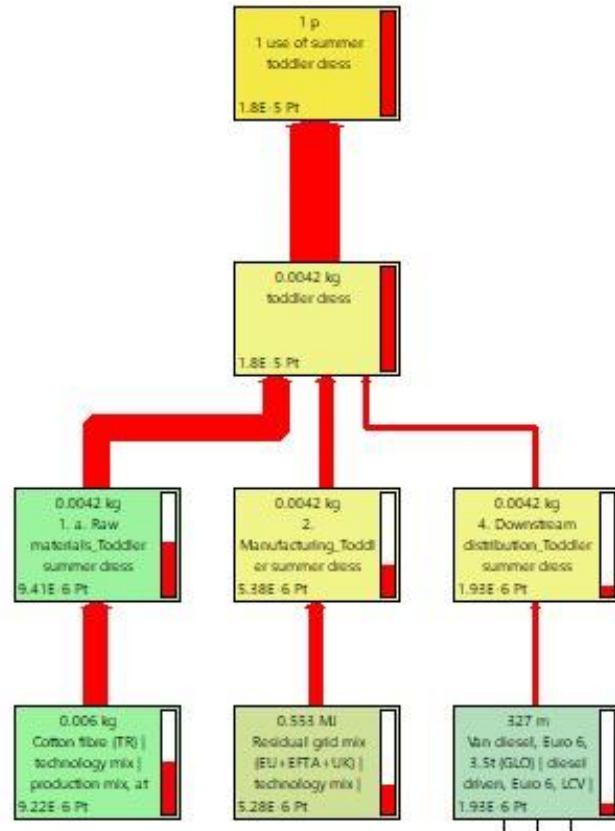 1 p
1 use of summer
toddler dress
1.8E-5 Pt
0.0042 kg
toddler dress
1.8E-5 Pt
0.0042 kg
1. a. Raw
materials_Toddler
summer dress
9.41E-6 Pt
0.0042 kg
2.
Manufacturing_Toddl
er summer dress
5.38E-6 Pt
0.0042 kg
4. Downstream
distribution_Toddler
summer dress
1.93E-6 Pt
0.006 kg
Cotton fibre (TR) |
technology mix |
production mix, at
9.22E-6 Pt
0.553 MJ
Residual grid mix
(EU+EFTA+UK) |
technology mix |
5.28E-6 Pt
327 m
Van diesel, Euro 6,
3.5t (GLO) | diesel
driven, Euro 6, LCV |
1.93E-6 Pt